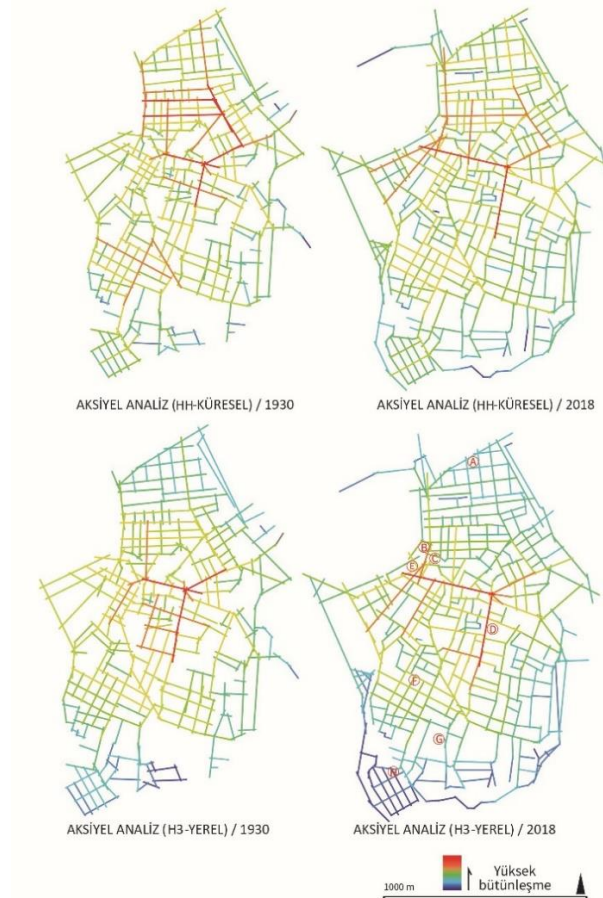 AKSİYEL ANALİZ (HH-KÜRESEL) / 1930
AKSİYEL ANALİZ (HH-KÜRESEL) / 2018
A
B
C
E
D
F
G
AKSİYEL ANALİZ (H3-YEREL) / 1930
AKSİYEL ANALİZ (H3-YEREL) / 2018
Yüksek
bütünleşme
1000 m